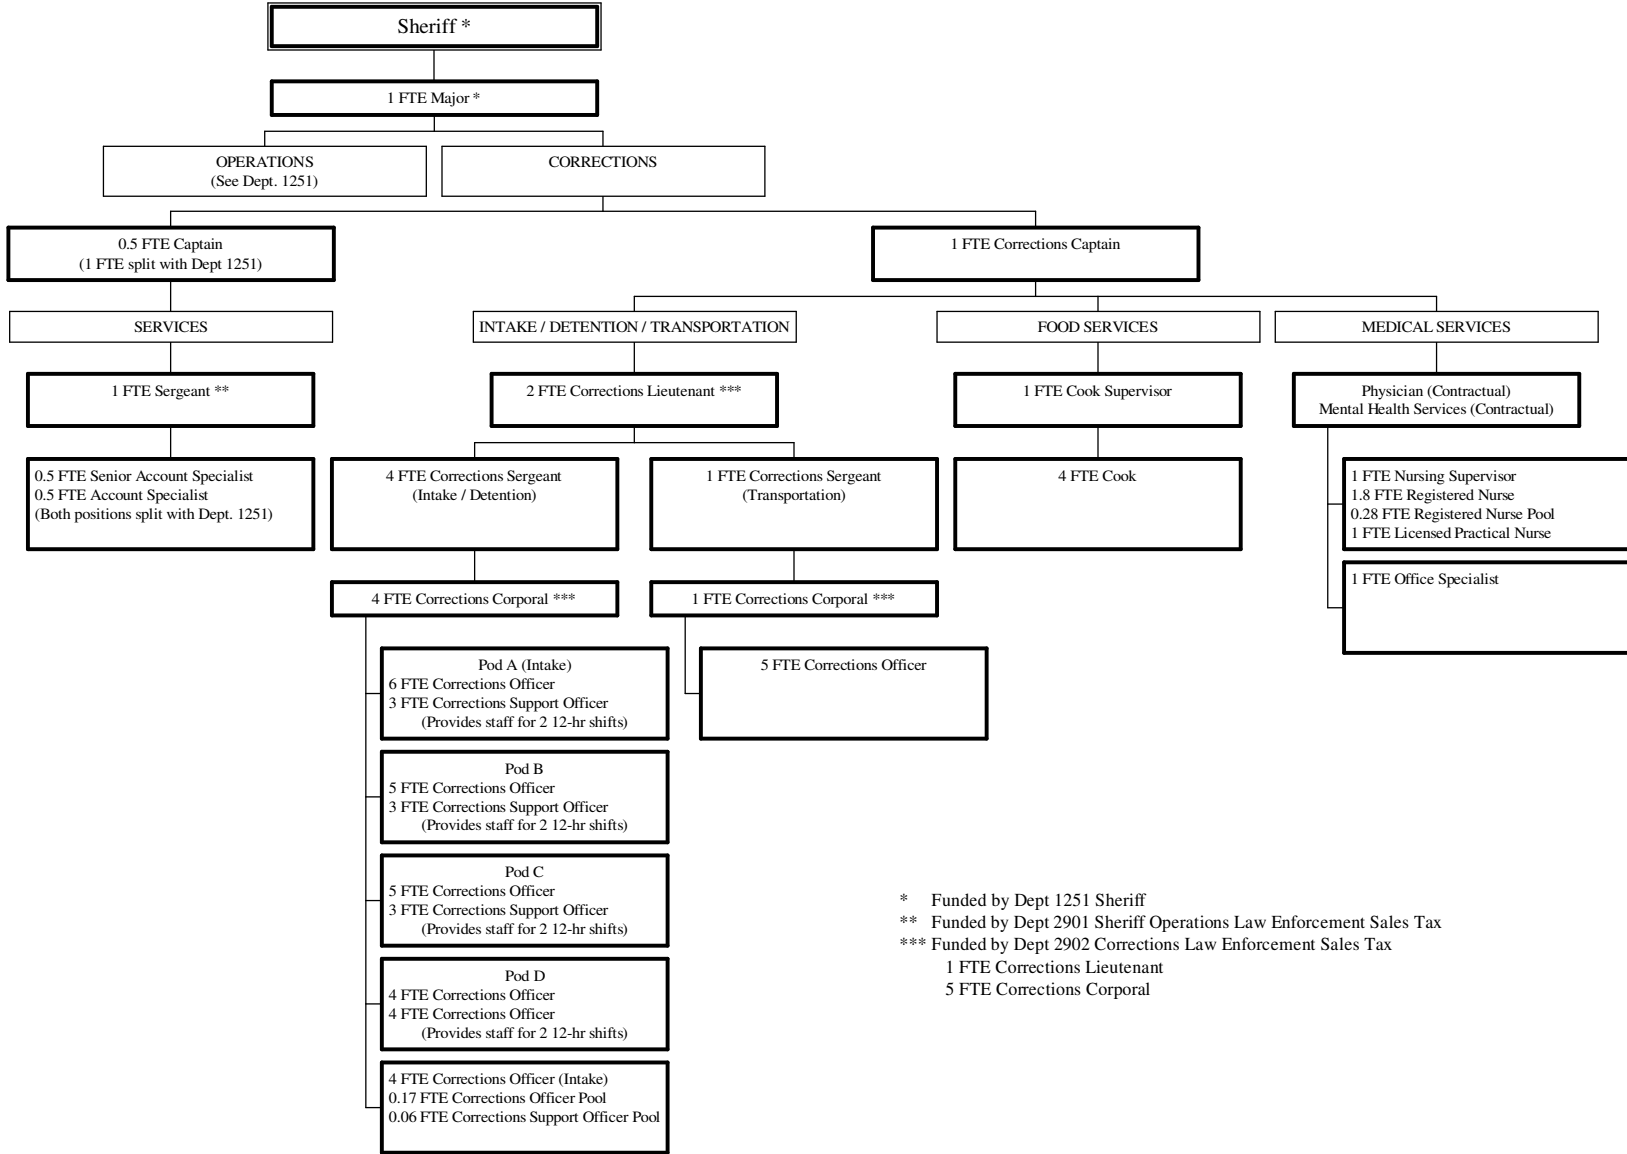 Sheriff *
1 FTE Major *
OPERATIONS
(See Dept. 1251)
CORRECTIONS
0.5 FTE Captain
(1 FTE split with Dept 1251)
1 FTE Corrections Captain
SERVICES
INTAKE / DETENTION / TRANSPORTATION
FOOD SERVICES
MEDICAL SERVICES
1 FTE Sergeant **
2 FTE Corrections Lieutenant ***
1 FTE Cook Supervisor
Physician (Contractual)
Mental Health Services (Contractual)
0.5 FTE Senior Account Specialist
0.5 FTE Account Specialist
(Both positions split with Dept. 1251)
4 FTE Corrections Sergeant
(Intake / Detention)
1 FTE Corrections Sergeant
(Transportation)
4 FTE Cook
1 FTE Nursing Supervisor
1.8 FTE Registered Nurse
0.28 FTE Registered Nurse Pool
1 FTE Licensed Practical Nurse
1 FTE Office Specialist
4 FTE Corrections Corporal ***
1 FTE Corrections Corporal ***
Pod A (Intake)
6 FTE Corrections Officer
3 FTE Corrections Support Officer
(Provides staff for 2 12-hr shifts)
5 FTE Corrections Officer
Pod B
5 FTE Corrections Officer
3 FTE Corrections Support Officer
(Provides staff for 2 12-hr shifts)
Pod C
5 FTE Corrections Officer
3 FTE Corrections Support Officer
(Provides staff for 2 12-hr shifts)
Pod D
4 FTE Corrections Officer
4 FTE Corrections Officer
(Provides staff for 2 12-hr shifts)
4 FTE Corrections Officer (Intake)
0.17 FTE Corrections Officer Pool
0.06 FTE Corrections Support Officer Pool
* Funded by Dept 1251 Sheriff
** Funded by Dept 2901 Sheriff Operations Law Enforcement Sales Tax
*** Funded by Dept 2902 Corrections Law Enforcement Sales Tax
1 FTE Corrections Lieutenant
5 FTE Corrections Corporal